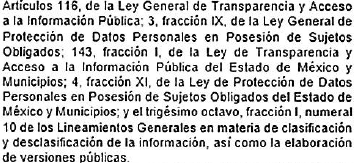 Artículos 116, de la Ley General de Transparencia y Acceso
a la Información Pública; 3, fracción IX, de la Ley General de
Protección de Datos Personales en Posesión de Sujetos
Obligados; 143, fracción I, de la Ley de Transparencia y
Acceso a la Información Pública del Estado de México y
Municipios; 4, fracción XI, de la Ley de Protección de Datos
Personales en Posesión de Sujetos Obligados del Estado de
México y Municipios; y el trigésimo octavo, fracción I, numeral
10 de los Lineamientos Generales en materia de clasificación
y desclasificación de la información, así como la elaboración
de versiones públicas.